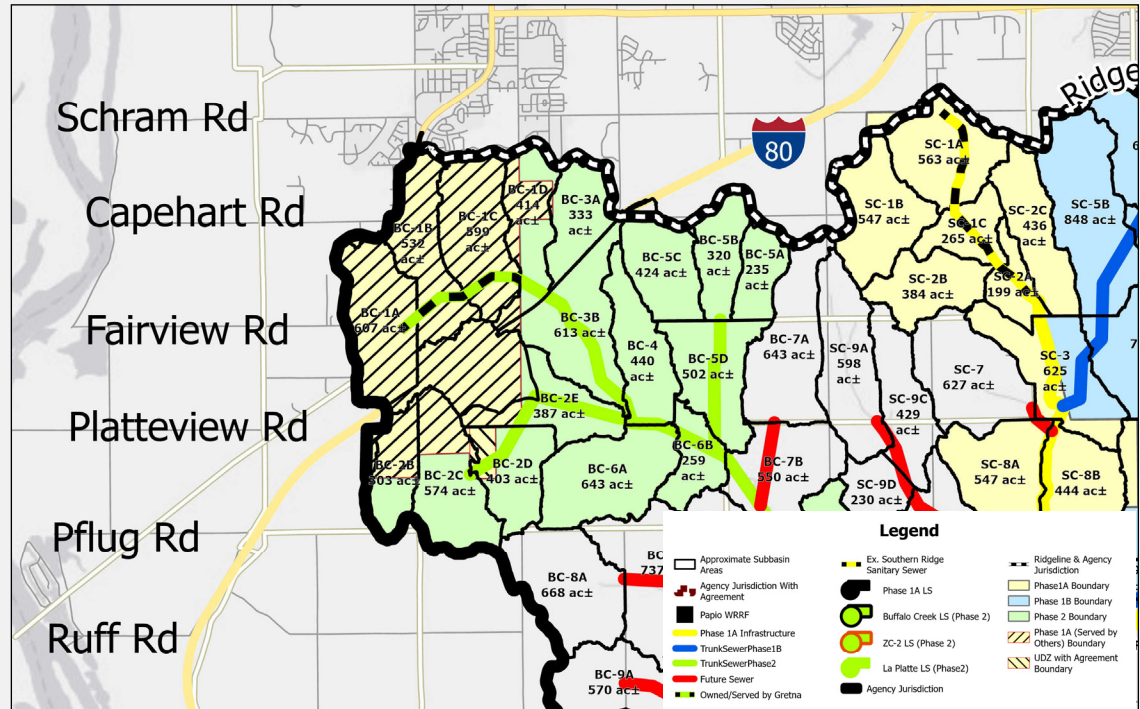 Schram Rd
Capehart Rd
Fairview Rd
Platteview Rd
Pflug Rd
Ruff Rd
80
Ridge
BC-1A
607 ac±
BC-1B
532
ac±
BC-1C
599
ac±
BC-1D
414
ac±
BC-3A
333
ac±
BC-5C
424 ac±
BC-5B
320
ac±
BC-5A
235
ac±
BC-3B
613 ac±
BC-4
440
ac±
BC-5D
502 ac±
BC-2E
387 ac±
BC-2B
303 ac±
BC-2C
574 ac±
BC-2D
403 ac±
BC-6A
643 ac±
BC-6B
259
ac±
BC-7A
643 ac±
BC-7B
550 ac±
BC-8A
668 ac±
BC
737
BC-9A
570 ac±
SC-1A
563 ac±
SC-1B
547 ac±
SC-1C
265 ac±
SC-2C
436
ac±
SC-2A
199 ac±
SC-2B
384 ac±
SC-5B
848 ac±
6
7
SC-3
625
ac±
SC-7
627 ac±
SC-9A
598
ac±
SC-9C
429
ac±
SC-9D
230 ac±
SC-8A
547 ac±
SC-8B
444 ac±
Legend
Approximate Subbasin
Areas
Agency Jurisdiction With
Agreement
Papio WRRF
Phase 1A Infrastructure
TrunkSewerPhase1B
TrunkSewerPhase2
Future Sewer
Owned/Served by Gretna
Ex. Southern Ridge
Sanitary Sewer
Phase 1A LS
Buffalo Creek LS (Phase 2)
ZC-2 LS (Phase 2)
La Platte LS (Phase2)
Agency Jurisdiction
Ridgeline & Agency
Jurisdiction
Phase1A Boundary
Phase 1B Boundary
Phase 2 Boundary
Phase 1A (Served by
Others) Boundary
UDZ with Agreement
Boundary